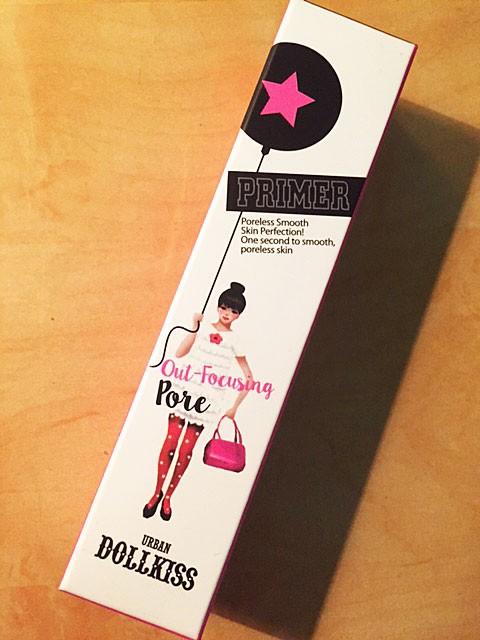 PRIMER
Poreless Smooth
Skin Perfection!
One second to smooth,
poreless skin
Out-Focusing
Pore
URBAN
DOLLKISS